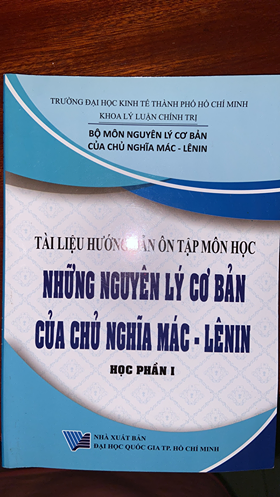 TRƯỜNG ĐẠI HỌC KINH TẾ THÀNH PHỐ HỒ CHÍ MINH
KHOA LÝ LUẬN CHÍNH TRỊ
BỘ MÔN NGUYÊN LÝ CƠ BẢN
CỦA CHỦ NGHĨA MÁC - LÊNIN
TÀI LIỆU HƯỚNG DẪN ÔN TẬP MÔN HỌC
NHỮNG NGUYÊN LÝ CƠ BẢN
CỦA CHỦ NGHĨA MÁC - LÊNIN
HỌC PHẦN I
NHÀ XUẤT BẢN
ĐẠI HỌC QUỐC GIA TP. HỒ CHÍ MINH